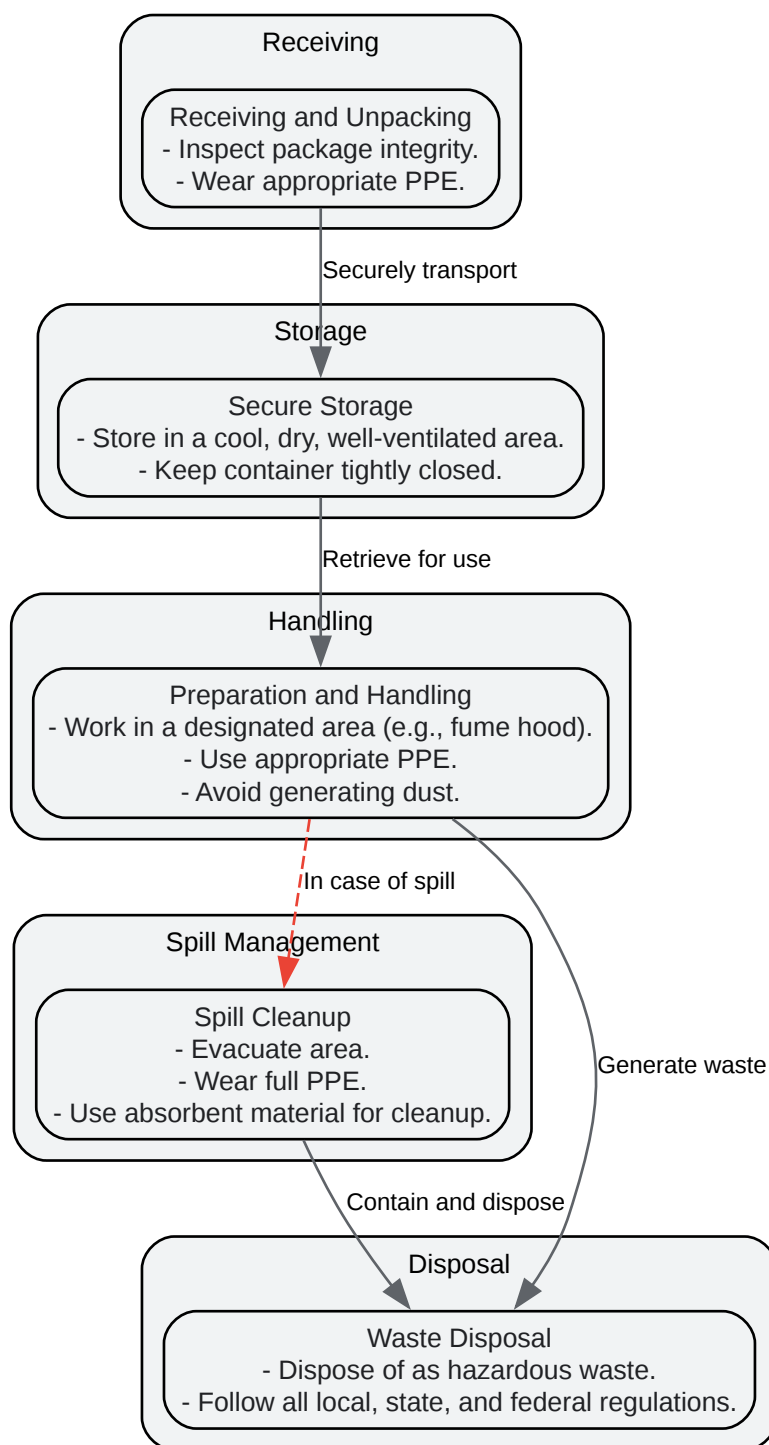 Receiving
Receiving and Unpacking
- Inspect package integrity.
- Wear appropriate PPE.
Securely transport
Storage
Secure Storage
- Store in a cool, dry, well-ventilated area.
- Keep container tightly closed.
Retrieve for use
Handling
Preparation and Handling
- Work in a designated area (e.g., fume hood).
- Use appropriate PPE.
- Avoid generating dust.
In case of spill
Spill Management
Spill Cleanup
- Evacuate area.
- Wear full PPE.
- Use absorbent material for cleanup.
Generate waste
Contain and dispose
Disposal
Waste Disposal
- Dispose of as hazardous waste.
- Follow all local, state, and federal regulations.